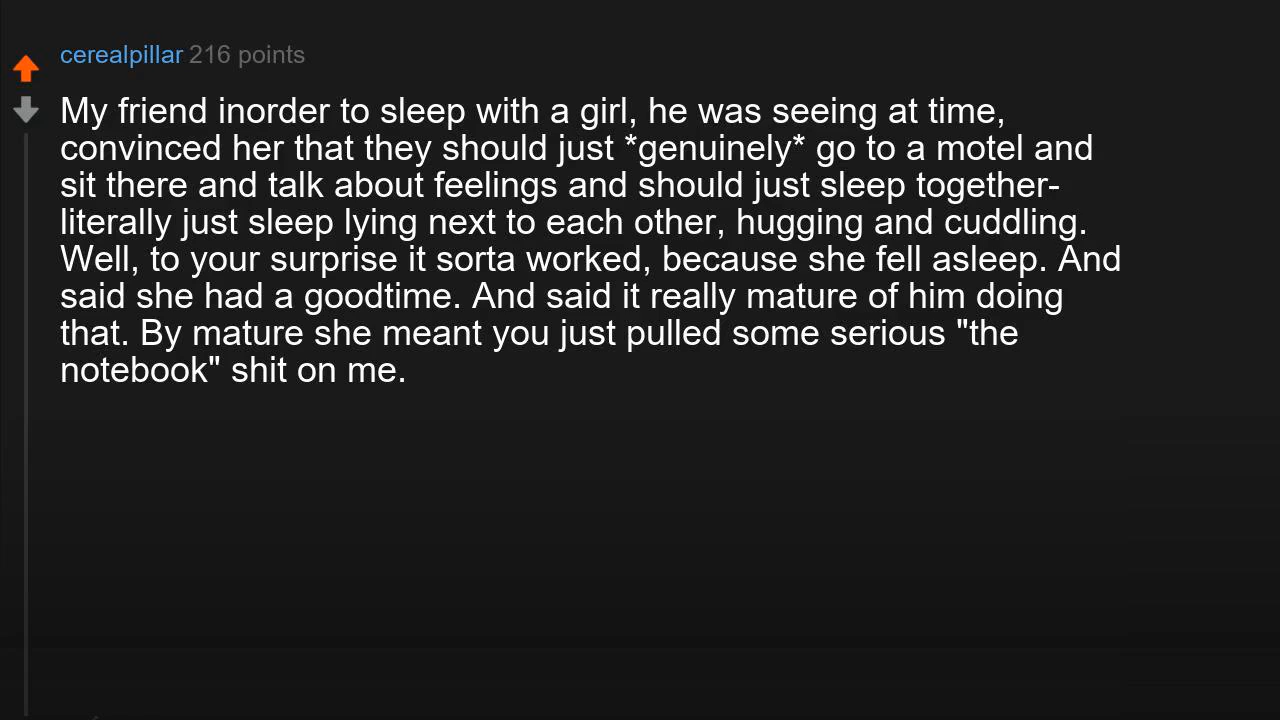 cerealpillar 216 points
My friend inorder to sleep with a girl, he was seeing at time,
convinced her that they should just *genuinely* go to a motel and
sit there and talk about feelings and should just sleep together-
literally just sleep lying next to each other, hugging and cuddling.
Well, to your surprise it sorta worked, because she fell asleep. And
said she had a goodtime. And said it really mature of him doing
that. By mature she meant you just pulled some serious "the
notebook" shit on me.